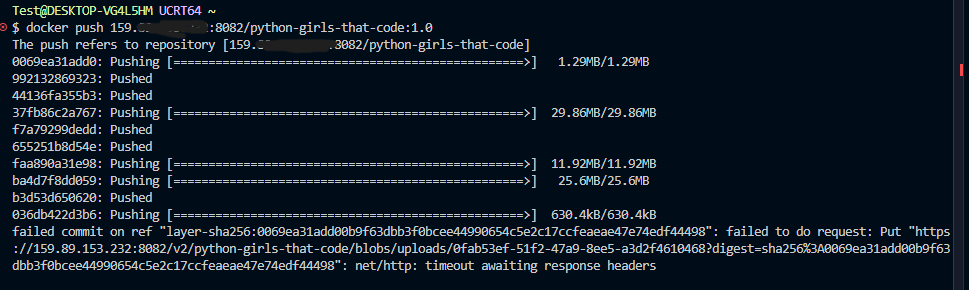 Test@DESKTOP-VG4L5HM UCRT64 ~
$ docker push 159. :8082/python-girls-that-code:1.0
The push refers to repository [159. 8082/python-girls-that-code]
0069ea31add0: Pushing [==================================================>] 1.29MB/1.29MB
992132869323: Pushed
44136fa355b3: Pushed
37fb86c2a767: Pushing [==================================================>] 29.86MB/29.86MB
f7a79299dedd: Pushed
655251b8d54e: Pushed
faa890a31e98: Pushing [==================================================>] 11.92MB/11.92MB
ba4d7f8dd059: Pushing [==================================================>] 25.6MB/25.6MB
b3d53d650620: Pushed
036db422d3b6: Pushing [==================================================>] 630.4kB/630.4kB
failed commit on ref "layer-sha256:0069ea31add00b9f63dbb3f0bcee44990654c5e2c17ccfeaeae47e74edf44498": failed to do request: Put "https
://159.89.153.232:8082/v2/python-girls-that-code/blobs/uploads/0fab53ef-51f2-47a9-8ee5-a3d2f4610468?digest=sha256%3A0069ea31add00b9f63
dbb3f0bcee44990654c5e2c17ccfeaeae47e74edf44498": net/http: timeout awaiting response headers